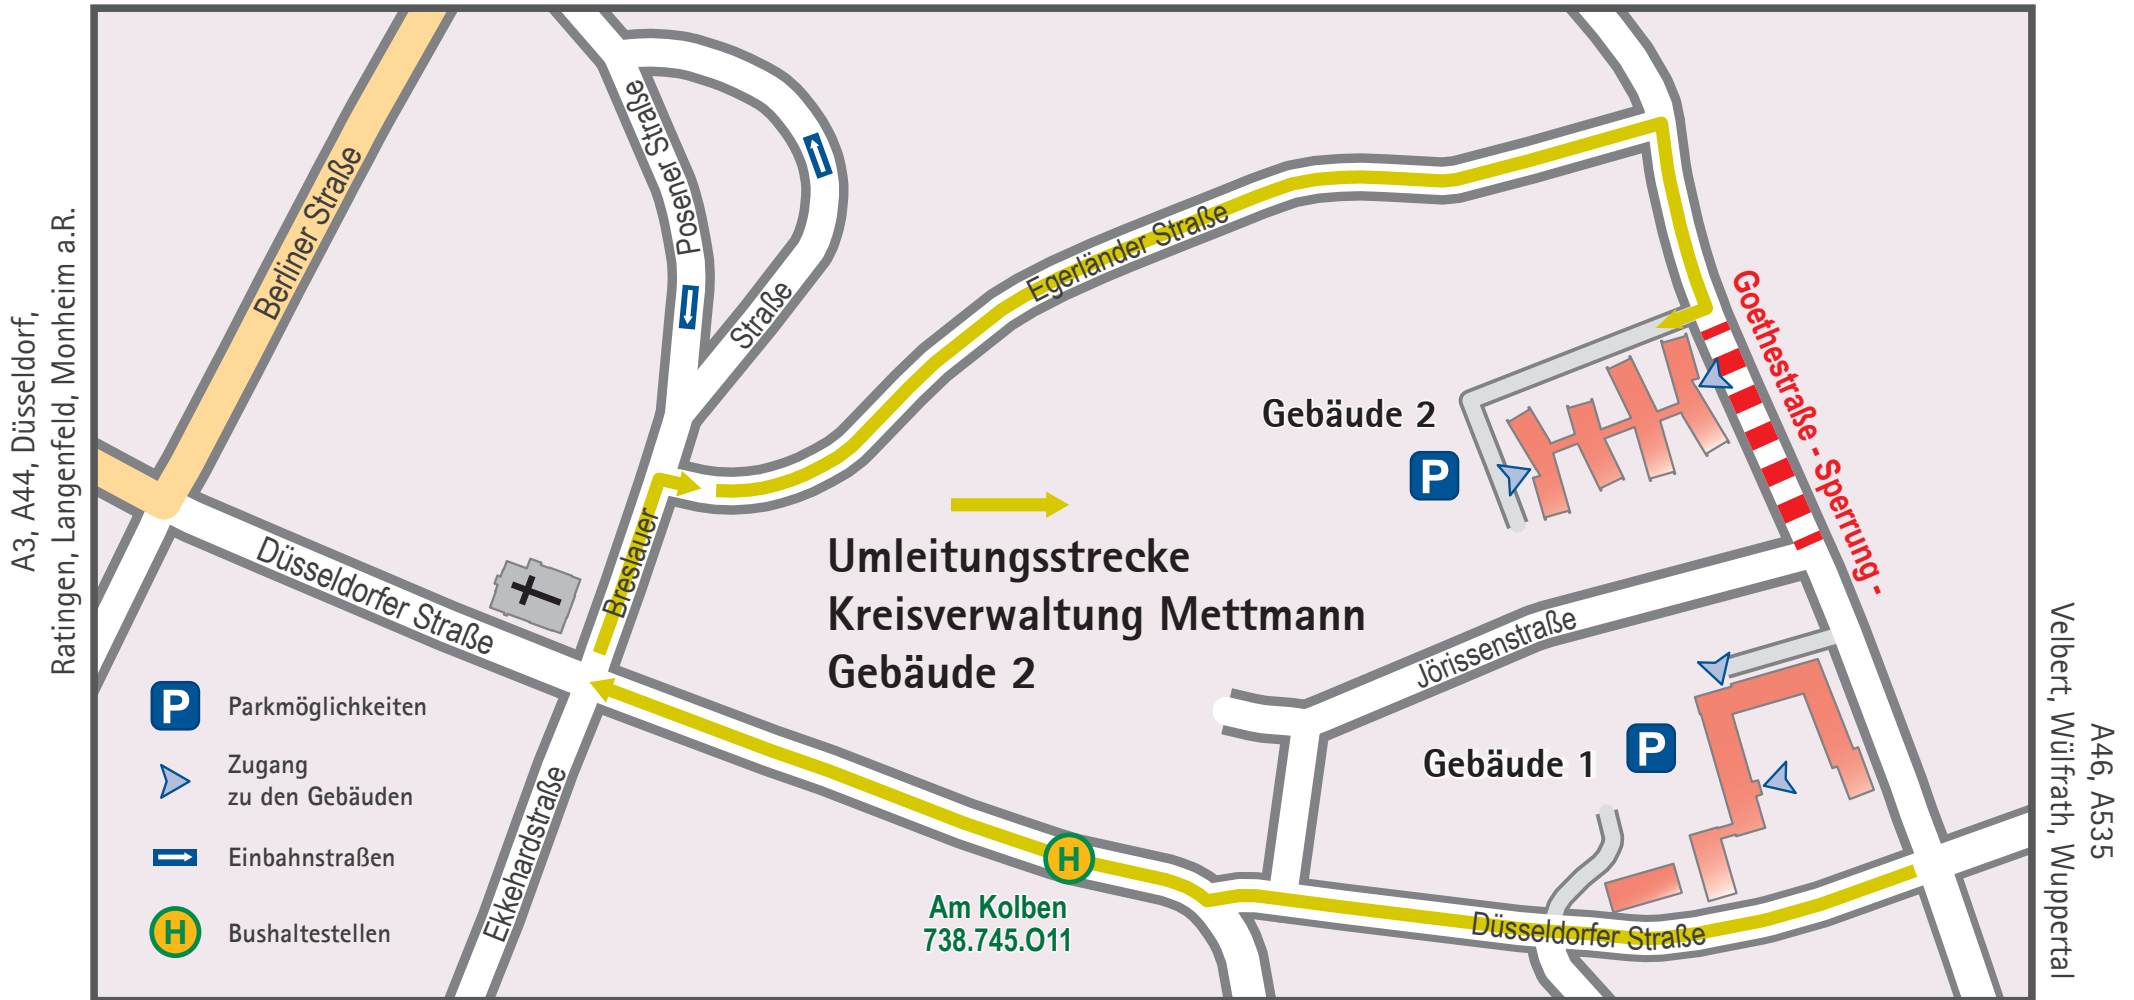 A3, A44, Düsseldorf,
Ratingen, Langenfeld, Monheim a.R.
Berliner Straße
Posener Straße
Straße
Egerländer Straße
Goethestraße - Sperrung -
Gebäude 2
P
Düsseldorfer Straße
Breslauer
Umleitungsstrecke
Kreisverwaltung Mettmann
Gebäude 2
Jörissenstraße
Gebäude 1
P
P Parkmöglichkeiten
Zugang
zu den Gebäuden
Einbahnstraßen
H Bushaltestellen
Ekkehardstraße
H
Am Kolben
738.745.O11
Düsseldorfer Straße
A46, A535
Velbert, Wülfrath, Wuppertal